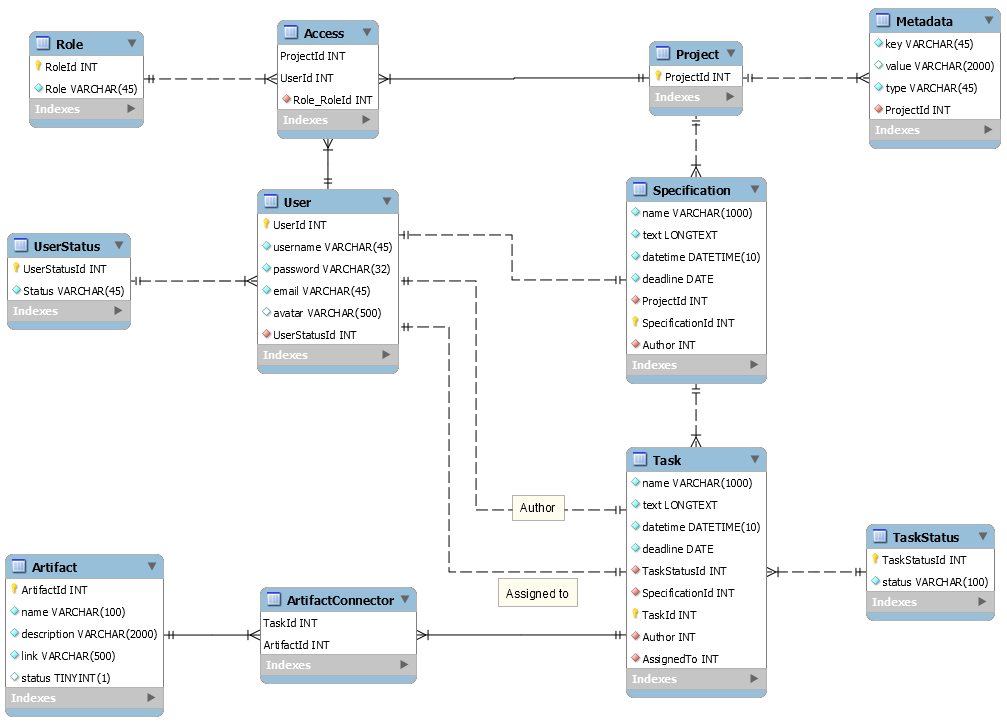 Role
RoleId INT
Role VARCHAR(45)
Indexes
Access
ProjectId INT
UserId INT
Role_RoleId INT
Indexes
Project
ProjectId INT
Indexes
Metadata
key VARCHAR(45)
value VARCHAR(2000)
type VARCHAR(45)
ProjectId INT
Indexes
UserStatus
UserStatusId INT
Status VARCHAR(45)
Indexes
User
UserId INT
username VARCHAR(45)
password VARCHAR(32)
email VARCHAR(45)
avatar VARCHAR(500)
UserStatusId INT
Indexes
Specification
name VARCHAR(1000)
text LONGTEXT
datetime DATETIME(10)
deadline DATE
ProjectId INT
SpecificationId INT
Author INT
Indexes
Author
Assigned to
Task
name VARCHAR(1000)
text LONGTEXT
datetime DATETIME(10)
deadline DATE
TaskStatusId INT
SpecificationId INT
TaskId INT
Author INT
AssignedTo INT
Indexes
TaskStatus
TaskStatusId INT
status VARCHAR(100)
Indexes
Artifact
ArtifactId INT
name VARCHAR(100)
description VARCHAR(2000)
link VARCHAR(500)
status TINYINT(1)
Indexes
ArtifactConnector
TaskId INT
ArtifactId INT
Indexes